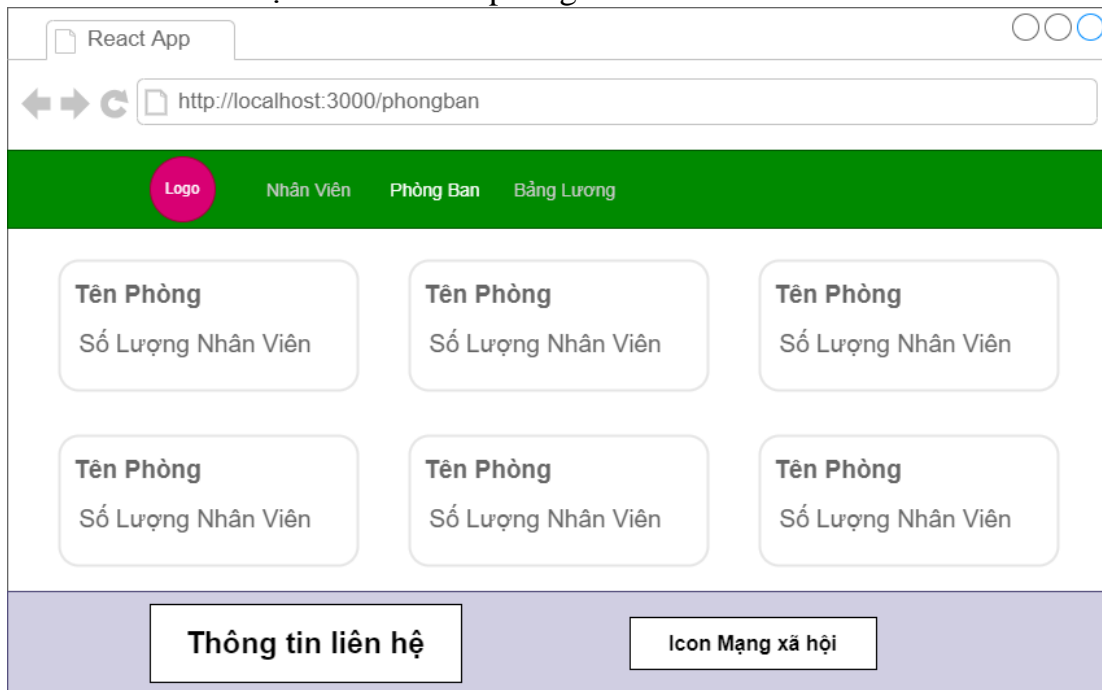 React App
http://localhost:3000/phongban
Logo Nhân Viên Phòng Ban Bảng Lương
Tên Phòng Tên Phòng Tên Phòng
Số Lượng Nhân Viên Số Lượng Nhân Viên Số Lượng Nhân Viên
Tên Phòng Tên Phòng Tên Phòng
Số Lượng Nhân Viên Số Lượng Nhân Viên Số Lượng Nhân Viên
Thông tin liên hệ Icon Mạng xã hội